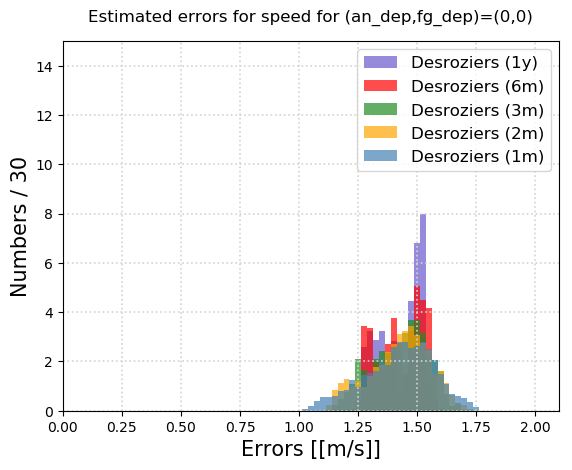 Estimated errors for speed for (an_dep,fg_dep)=(0,0)
Desroziers (1y)
Desroziers (6m)
Desroziers (3m)
Desroziers (2m)
Desroziers (1m)
Numbers / 30
14
12
10
8
6
4
2
0
0.00 0.25 0.50 0.75 1.00 1.25 1.50 1.75 2.00
Errors [[m/s]]